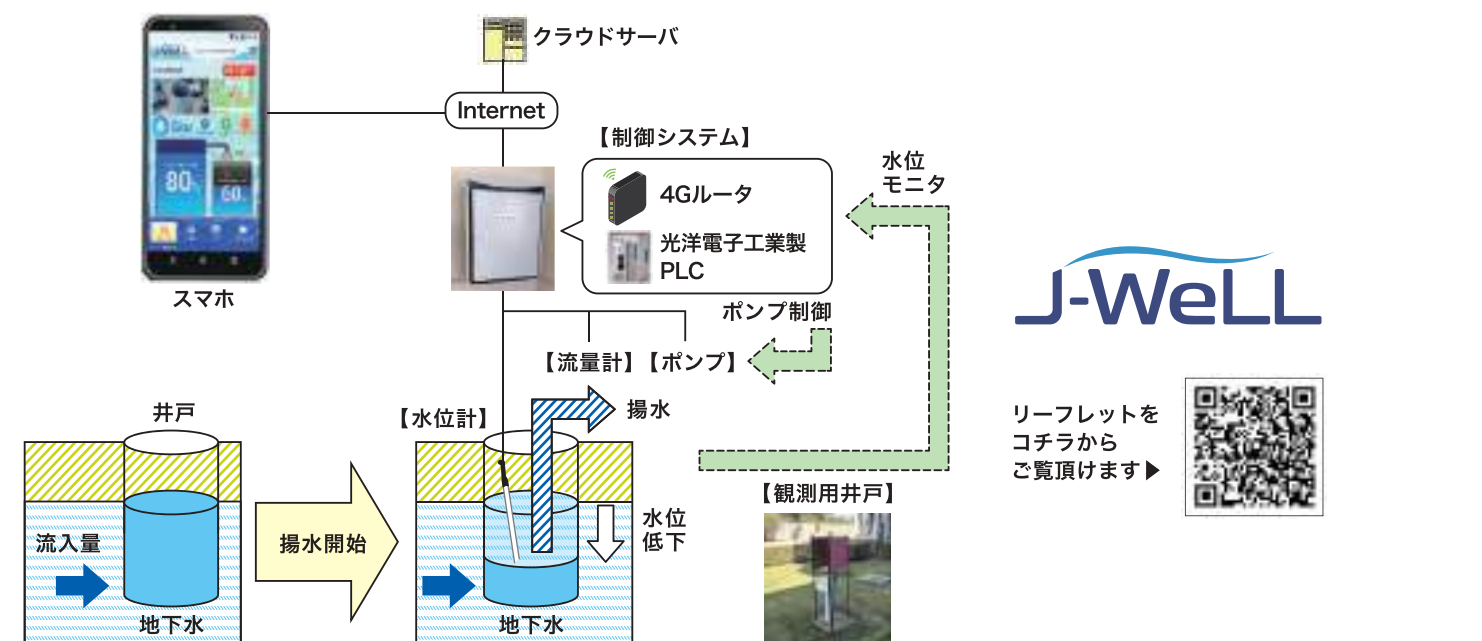 クラウドサーバ
Internet
【制御システム】
4Gルータ
光洋電子工業製
PLC
水位
モニタ
J-WeLL
80
60
スマホ
ポンプ制御
【流量計】【ポンプ】
J-WeLL
井戸
【水位計】
揚水
リーフレットを
コチラから
ご覧頂けます▶
【観測用井戸】
流入量
揚水開始
水位
低下
地下水
地下水